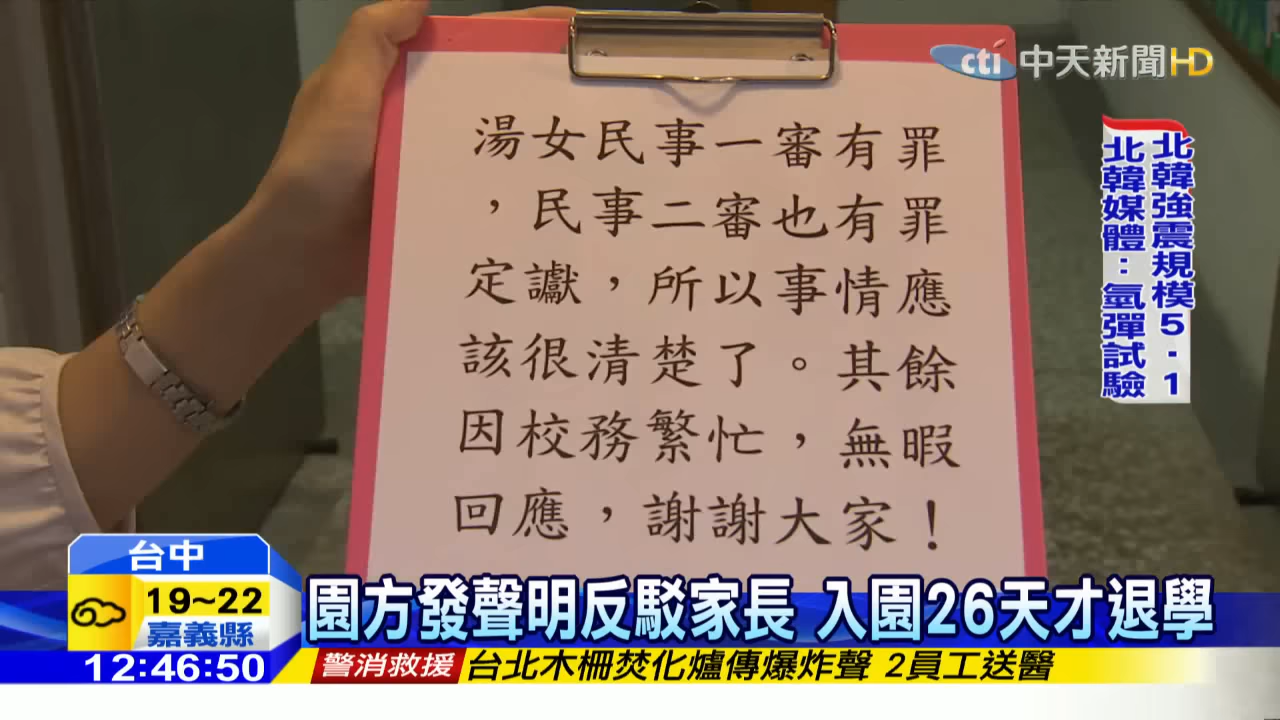 cti 中天新聞HD
湯女民事一審有罪
，民事二審也有罪
定讞，所以事情應
該很清楚了。其餘
因校務繁忙，無暇
回應，謝謝大家！
北韓強震規模5.1
北韓媒體：氫彈試驗
台中
19~22
嘉義縣
12:46:50
園方發聲明反駁家長 入園26天才退學
警消救援 台北木柵焚化爐傳爆炸聲 2員工送醫